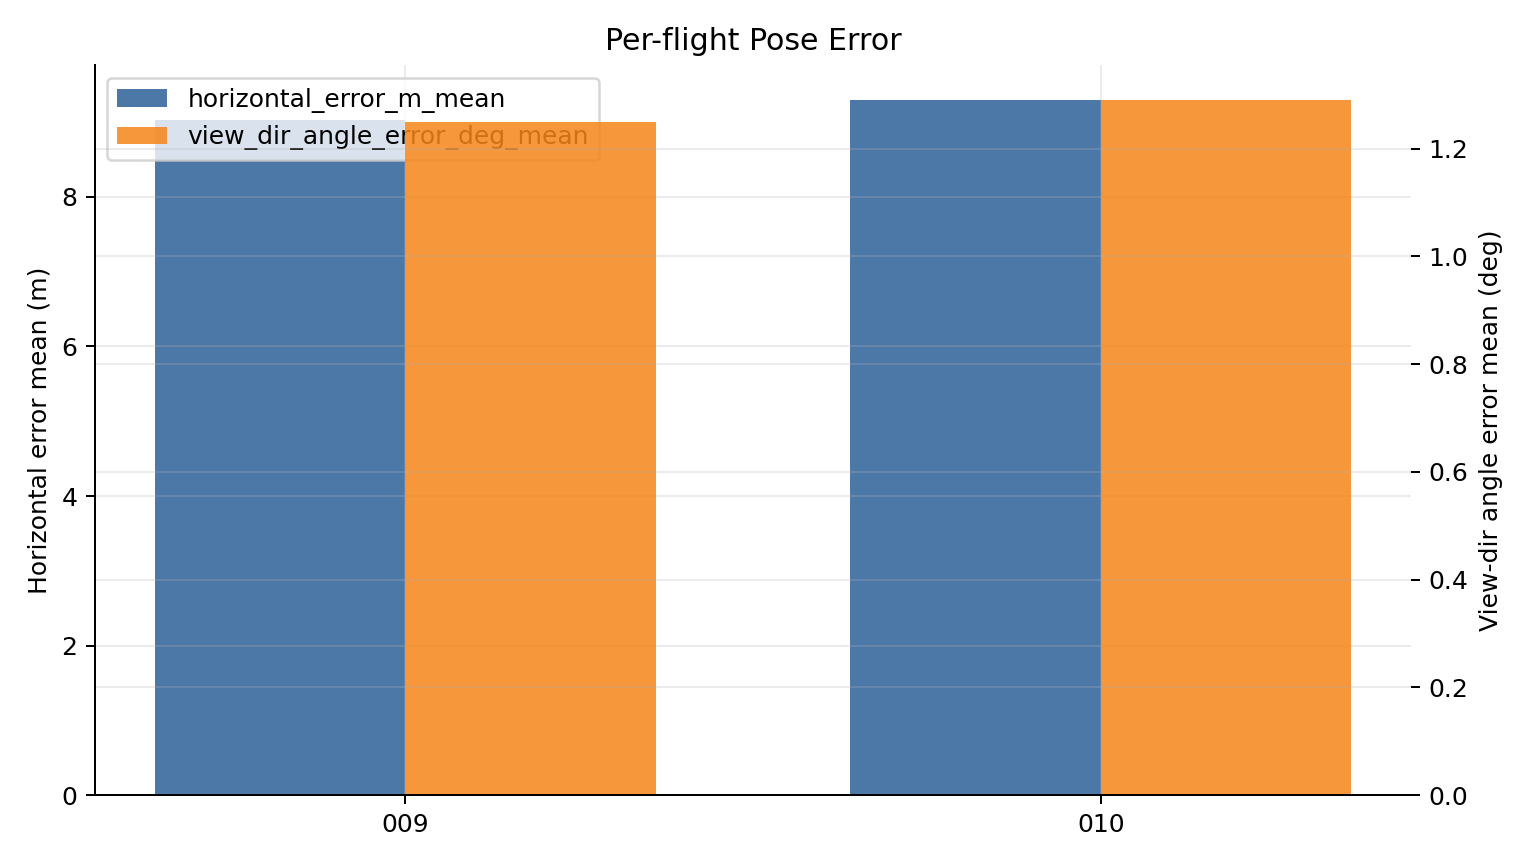 Per-flight Pose Error
horizontal_error_m_mean
view_dir_angle_error_deg_mean
Horizontal error mean (m)
8
6
4
2
0
View-dir angle error mean (deg)
1.2
1.0
0.8
0.6
0.4
0.2
0.0
009
010